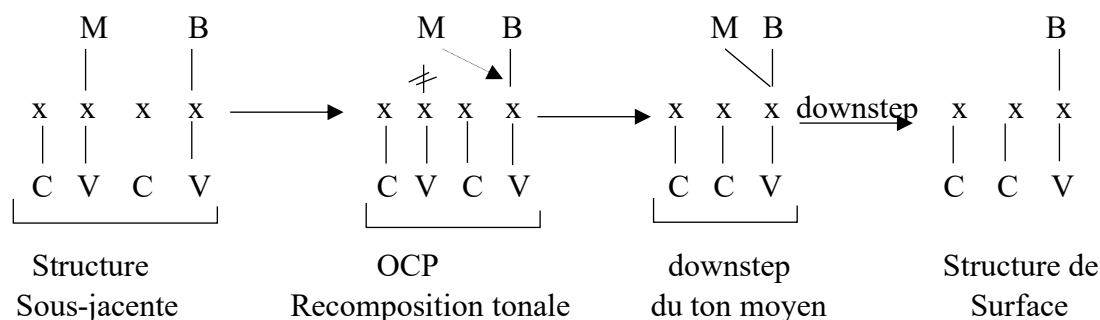 M B M B M B B
x x x x x x x x x x x downstep x x x
C V C V C V C V C C V C C V
Structure OCP downstep Structure de
Sous-jacente Recomposition tonale du ton moyen Surface